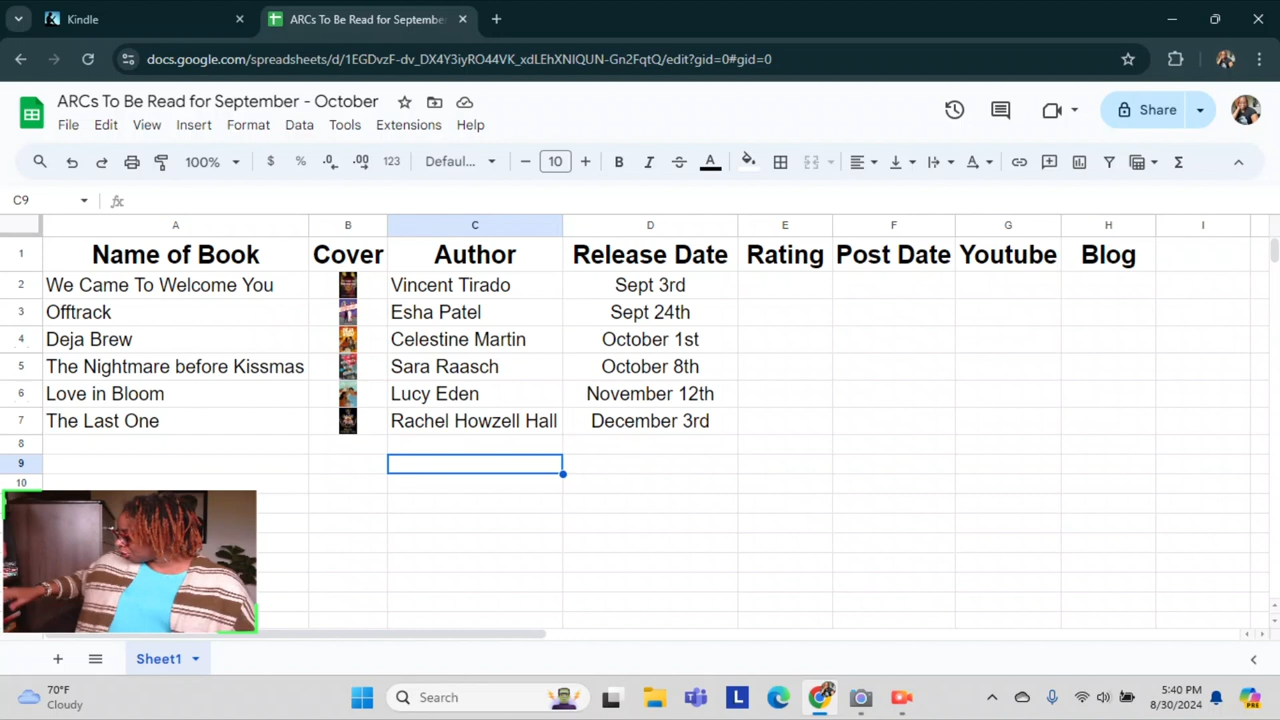 Kindle
ARCs To Be Read for September
docs.google.com/spreadsheets/d/1EGDvzF-dv_DX4Y3iyRO44VK_xdLEhXNIQUN-Gn2FqtQ/edit?gid=0#gid=0
ARCs To Be Read for September - October
File Edit View Insert Format Data Tools Extensions Help
Share
100% $ % .0 .00 123 Defaul... 10 B I A
C9 fx
A B C D E F G H I
1 Name of Book Cover Author Release Date Rating Post Date Youtube Blog
2 We Came To Welcome You Vincent Tirado Sept 3rd
3 Offtrack Esha Patel Sept 24th
4 Deja Brew Celestine Martin October 1st
5 The Nightmare before Kissmas Sara Raasch October 8th
6 Love in Bloom Lucy Eden November 12th
7 The Last One Rachel Howzell Hall December 3rd
8
9
10
Sheet1
70°F
Cloudy
Search
L
5:40 PM
8/30/2024
PRE